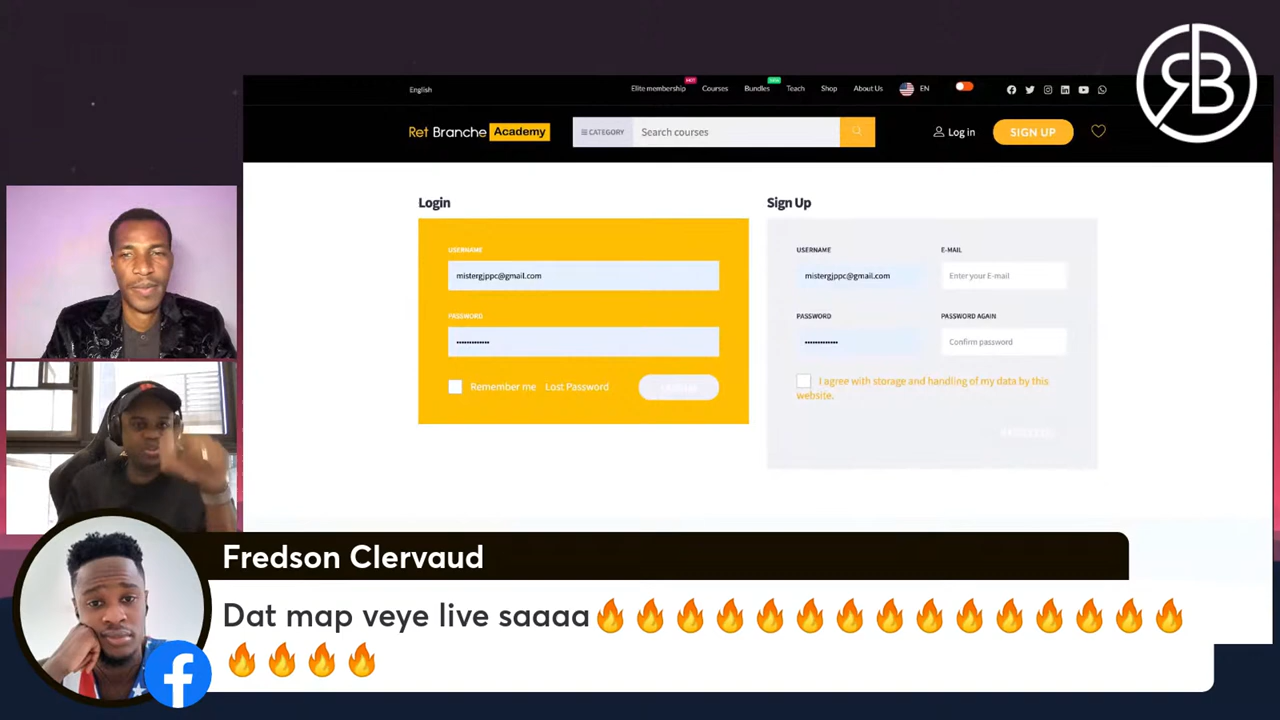 English
Elite membership HOT Courses Bundles NEW Teach Shop About Us EN
Ret Branche Academy
CATEGORY Search courses
Log in SIGN UP
Login
USERNAME
mistergjppc@gmail.com
PASSWORD
•••••••••••••
Remember me Lost Password
Sign Up
USERNAME E-MAIL
mistergjppc@gmail.com Enter your E-mail
PASSWORD PASSWORD AGAIN
••••••••••••• Confirm password
I agree with storage and handling of my data by this
website.
Fredson Clervaud
Dat map veye live saaaa🔥🔥🔥🔥🔥🔥🔥🔥🔥🔥🔥🔥🔥🔥🔥
🔥🔥🔥🔥